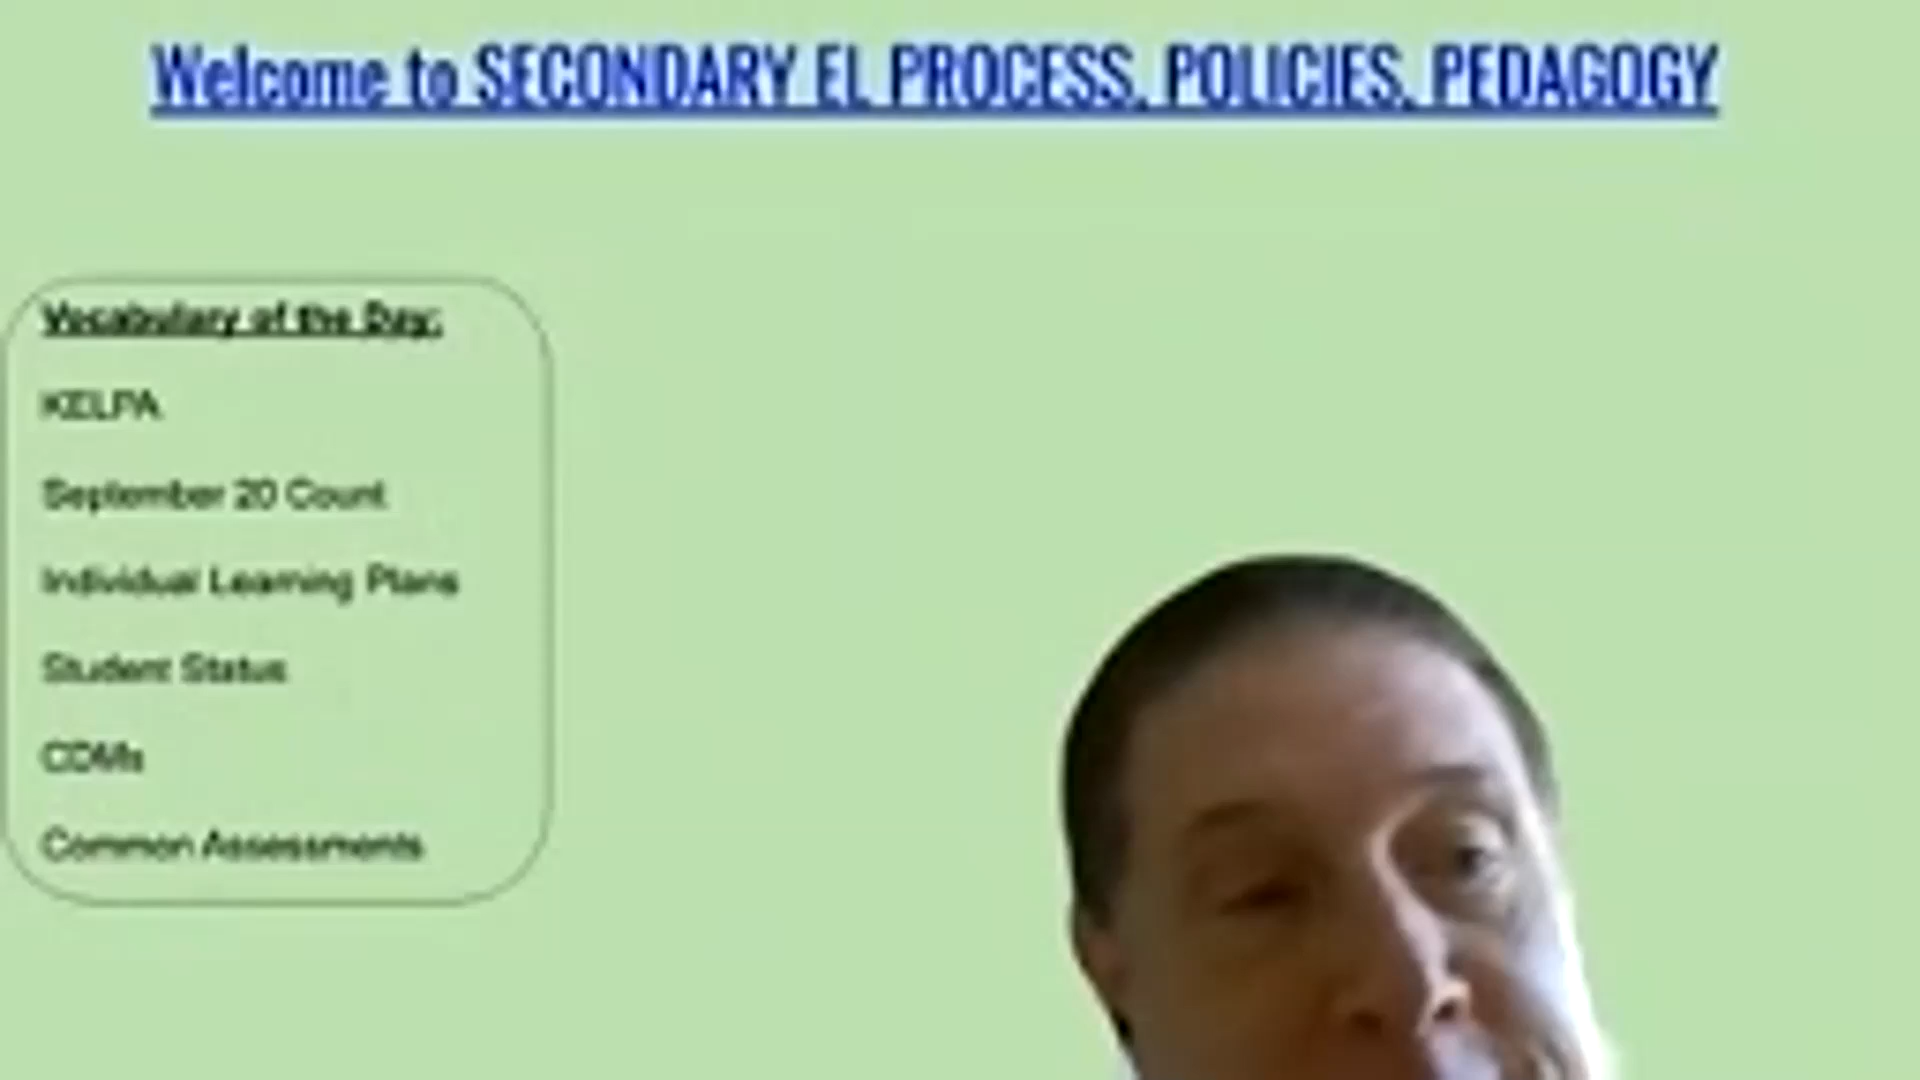 Welcome to SECONDARY EL PROCESS, POLICIES, PEDAGOGY
Vocabulary of the Day:
KELPA
September 20 Count
Individual Learning Plans
Student Status
CDMs
Common Assessments